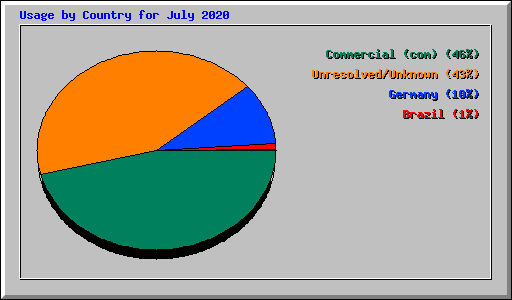 Usage by Country for July 2020
Commercial (com) (46%)
Unresolved/Unknown (43%)
Germany (10%)
Brazil (1%)